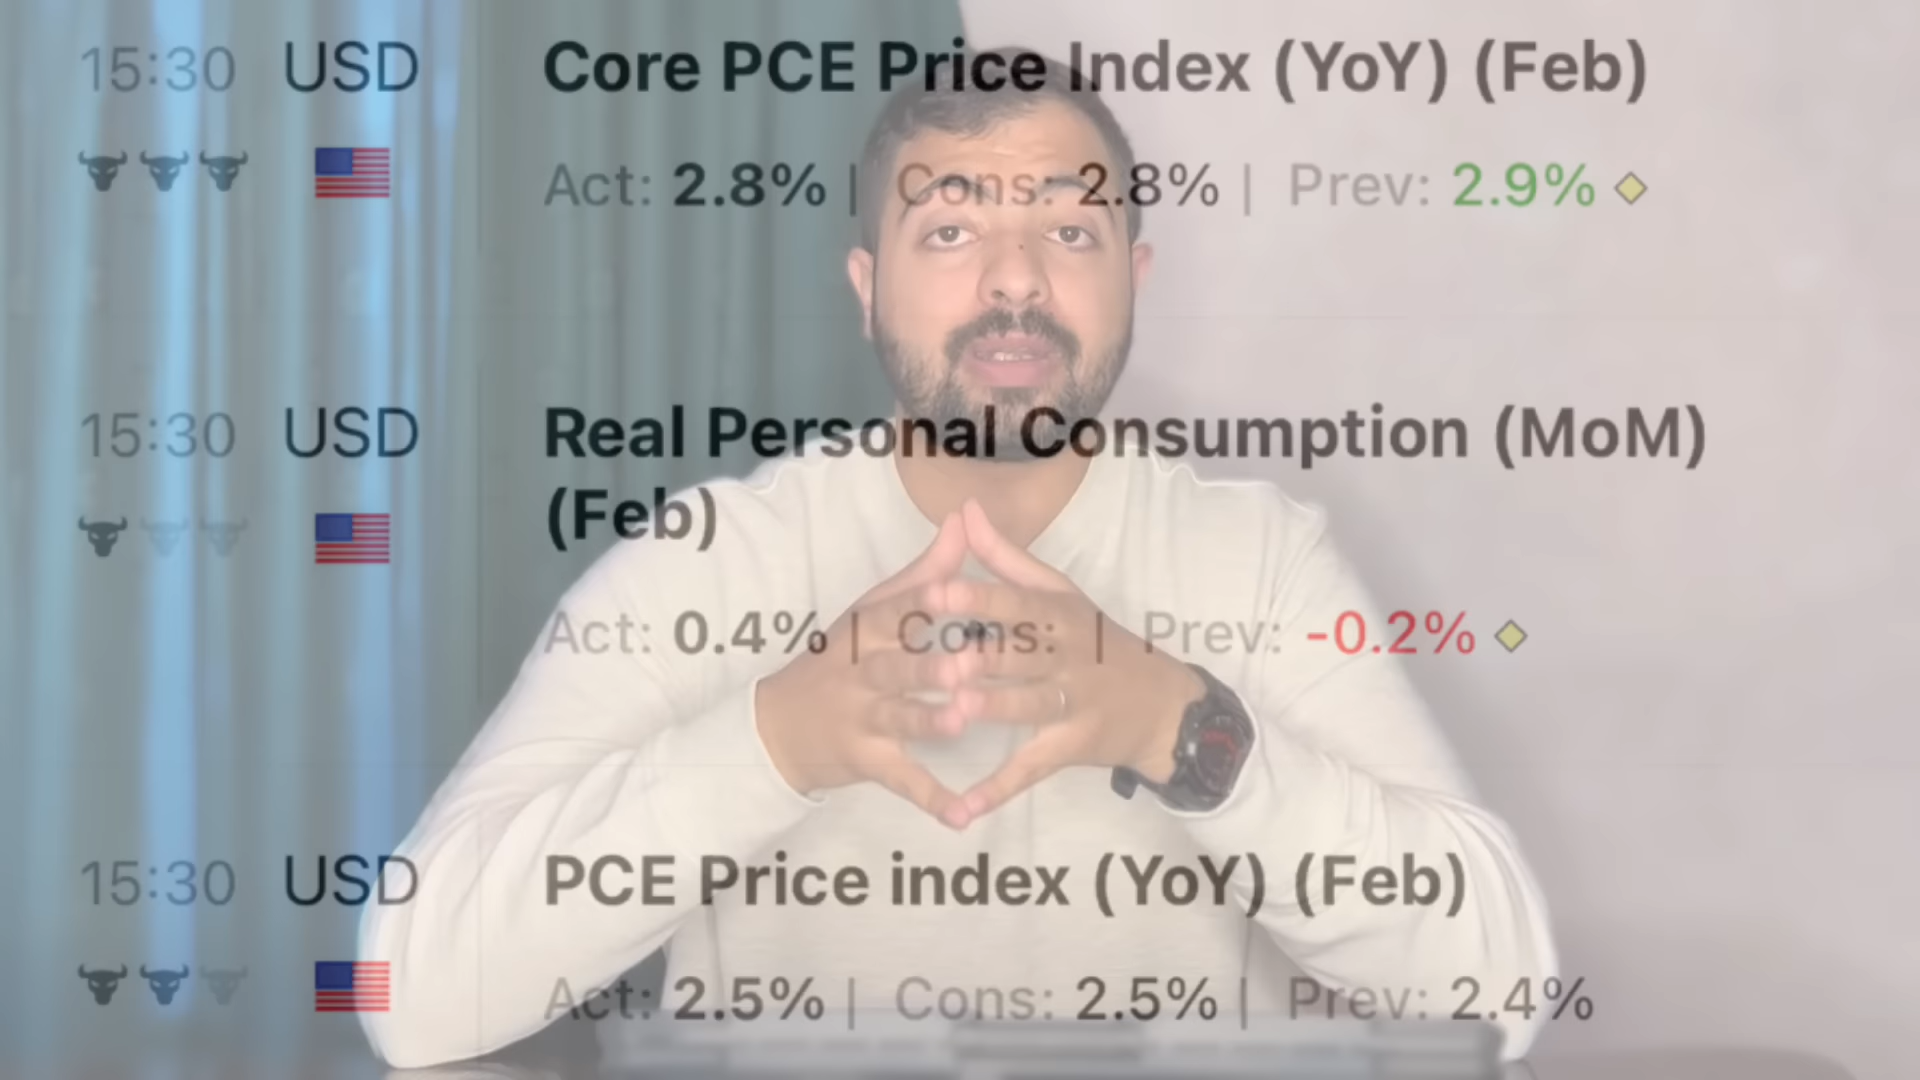 15:30 USD Core PCE Price Index (YoY) (Feb)
Act: 2.8% | Cons: 2.8% | Prev: 2.9%
15:30 USD Real Personal Consumption (MoM)
(Feb)
Act: 0.4% | Cons: | Prev: -0.2%
15:30 USD PCE Price index (YoY) (Feb)
Act: 2.5% | Cons: 2.5% | Prev: 2.4%